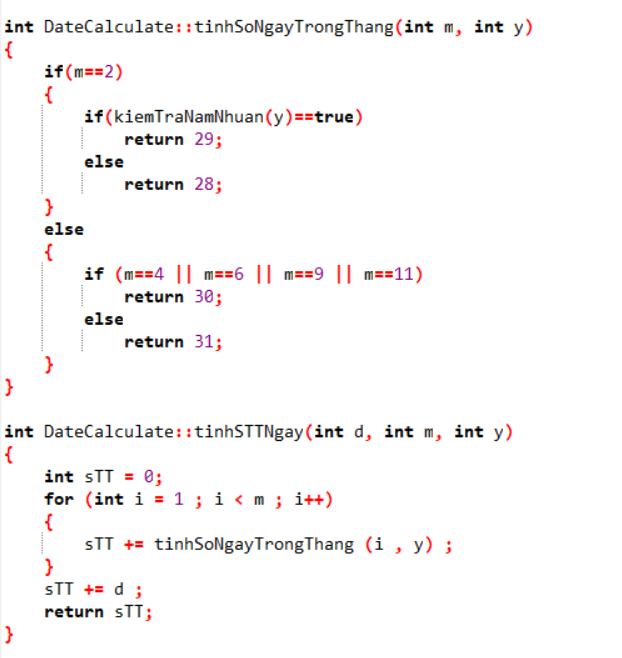 int DateCalculate::tinhSoNgayTrongThang(int m, int y)
{
    if(m==2)
    {
        if(kiemTraNamNhuan(y)==true)
            return 29;
        else
            return 28;
    }
    else
    {
        if (m==4 || m==6 || m==9 || m==11)
            return 30;
        else
            return 31;
    }
}
int DateCalculate::tinhSTTNgay(int d, int m, int y)
{
    int sTT = 0;
    for (int i = 1 ; i < m ; i++)
    {
        sTT += tinhSoNgayTrongThang (i , y) ;
    }
    sTT += d ;
    return sTT;
}